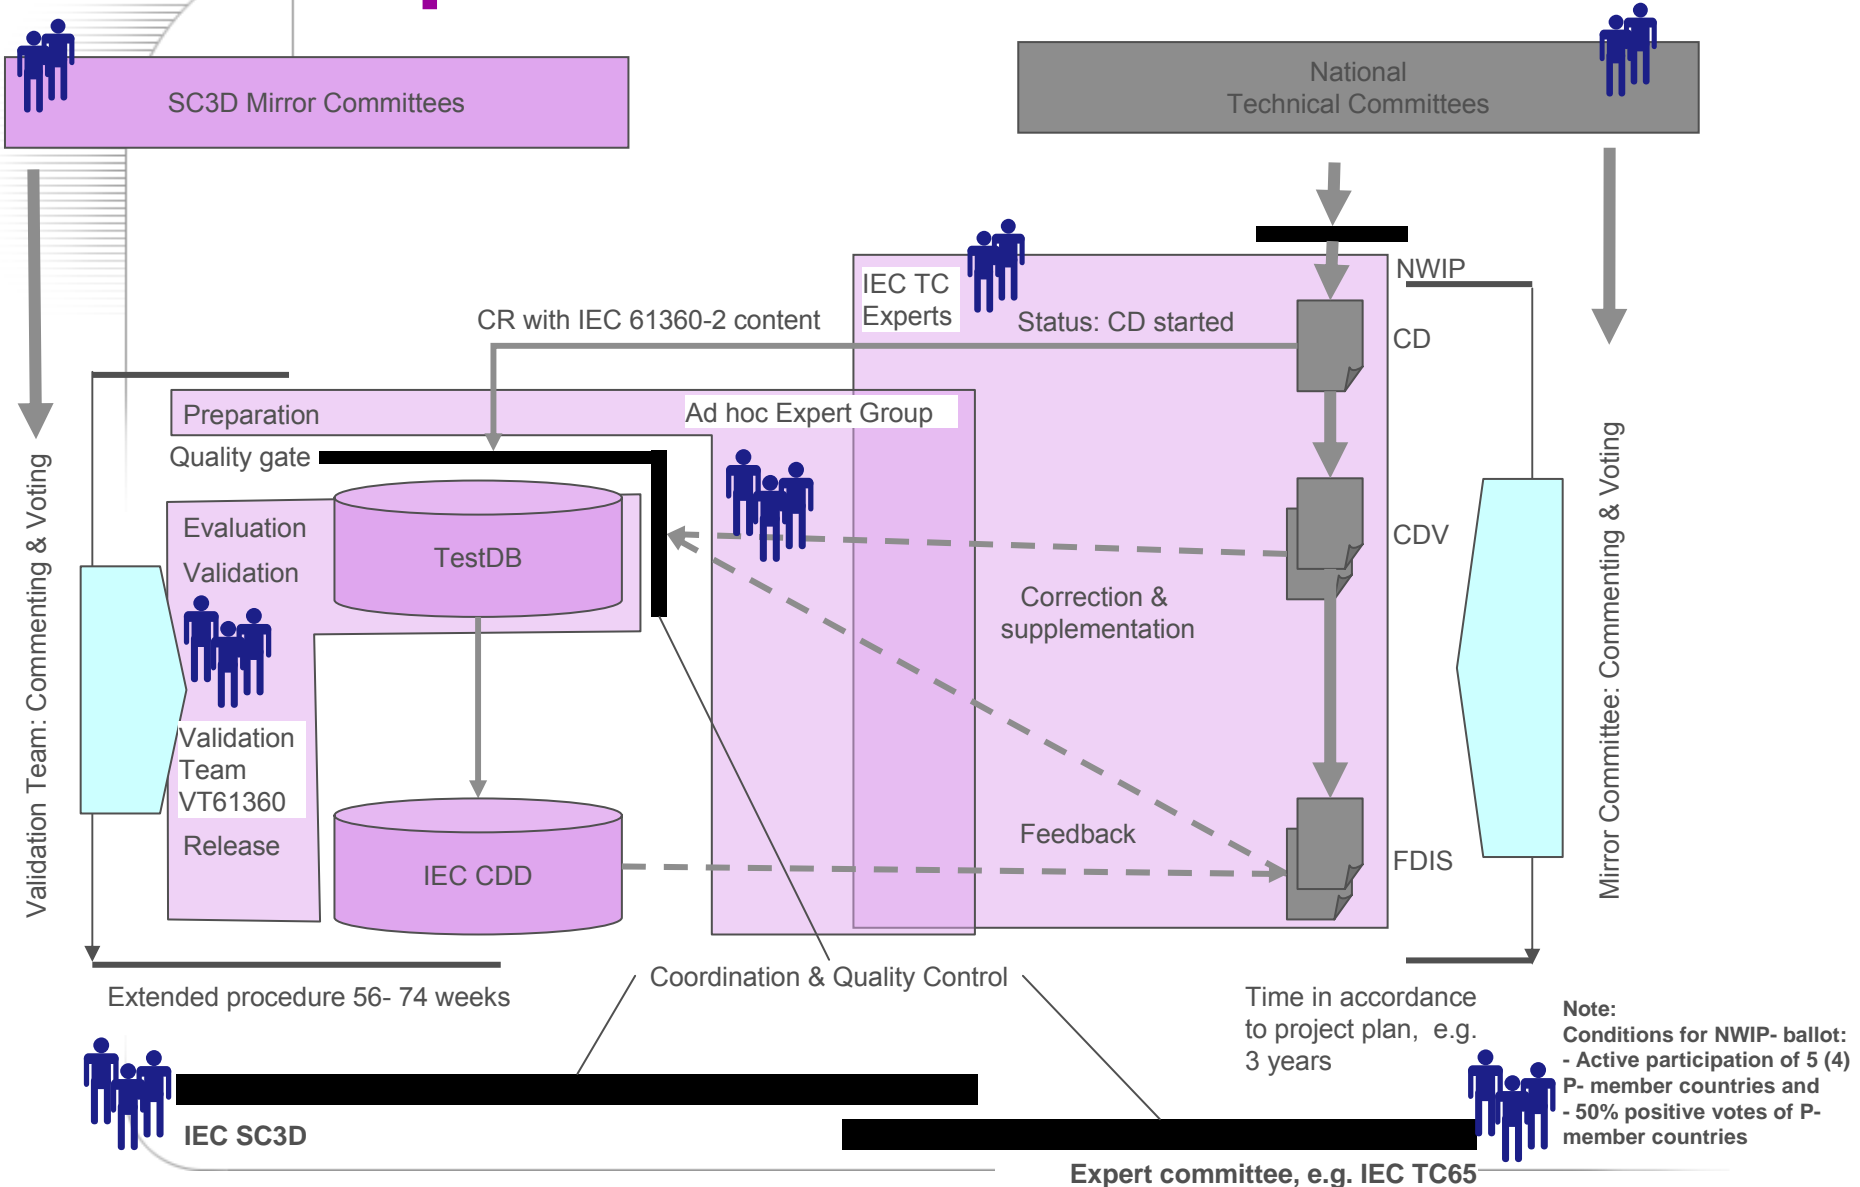 SC3D Mirror Committees
National
Technical Committees
NWIP
IEC TC
Experts
CR with IEC 61360-2 content
Status: CD started
CD
Preparation
Ad hoc Expert Group
Quality gate
Evaluation
Validation
TestDB
CDV
Correction &
supplementation
Validation
Team
VT61360
Release
IEC CDD
Feedback
FDIS
Validation Team: Commenting & Voting
Mirror Committee: Commenting & Voting
Extended procedure 56- 74 weeks
Coordination & Quality Control
Time in accordance
to project plan, e.g.
3 years
Note:
Conditions for NWIP- ballot:
- Active participation of 5 (4)
P- member countries and
- 50% positive votes of P-
member countries
IEC SC3D
Expert committee, e.g. IEC TC65